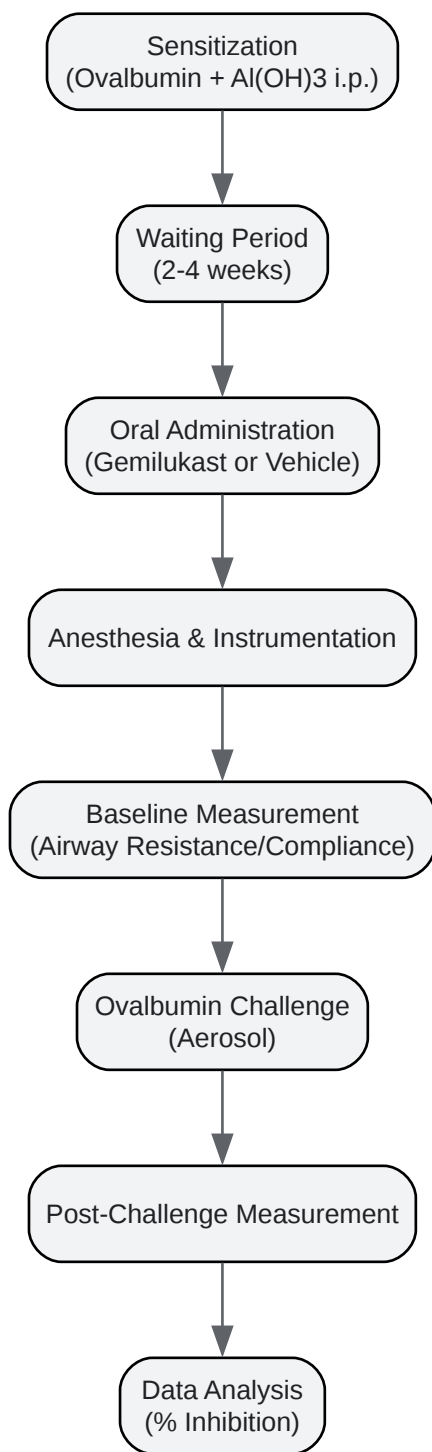 Sensitization
(Ovalbumin + Al(OH)3 i.p.)
Waiting Period
(2-4 weeks)
Oral Administration
(Gemilukast or Vehicle)
Anesthesia & Instrumentation
Baseline Measurement
(Airway Resistance/Compliance)
Ovalbumin Challenge
(Aerosol)
Post-Challenge Measurement
Data Analysis
(% Inhibition)